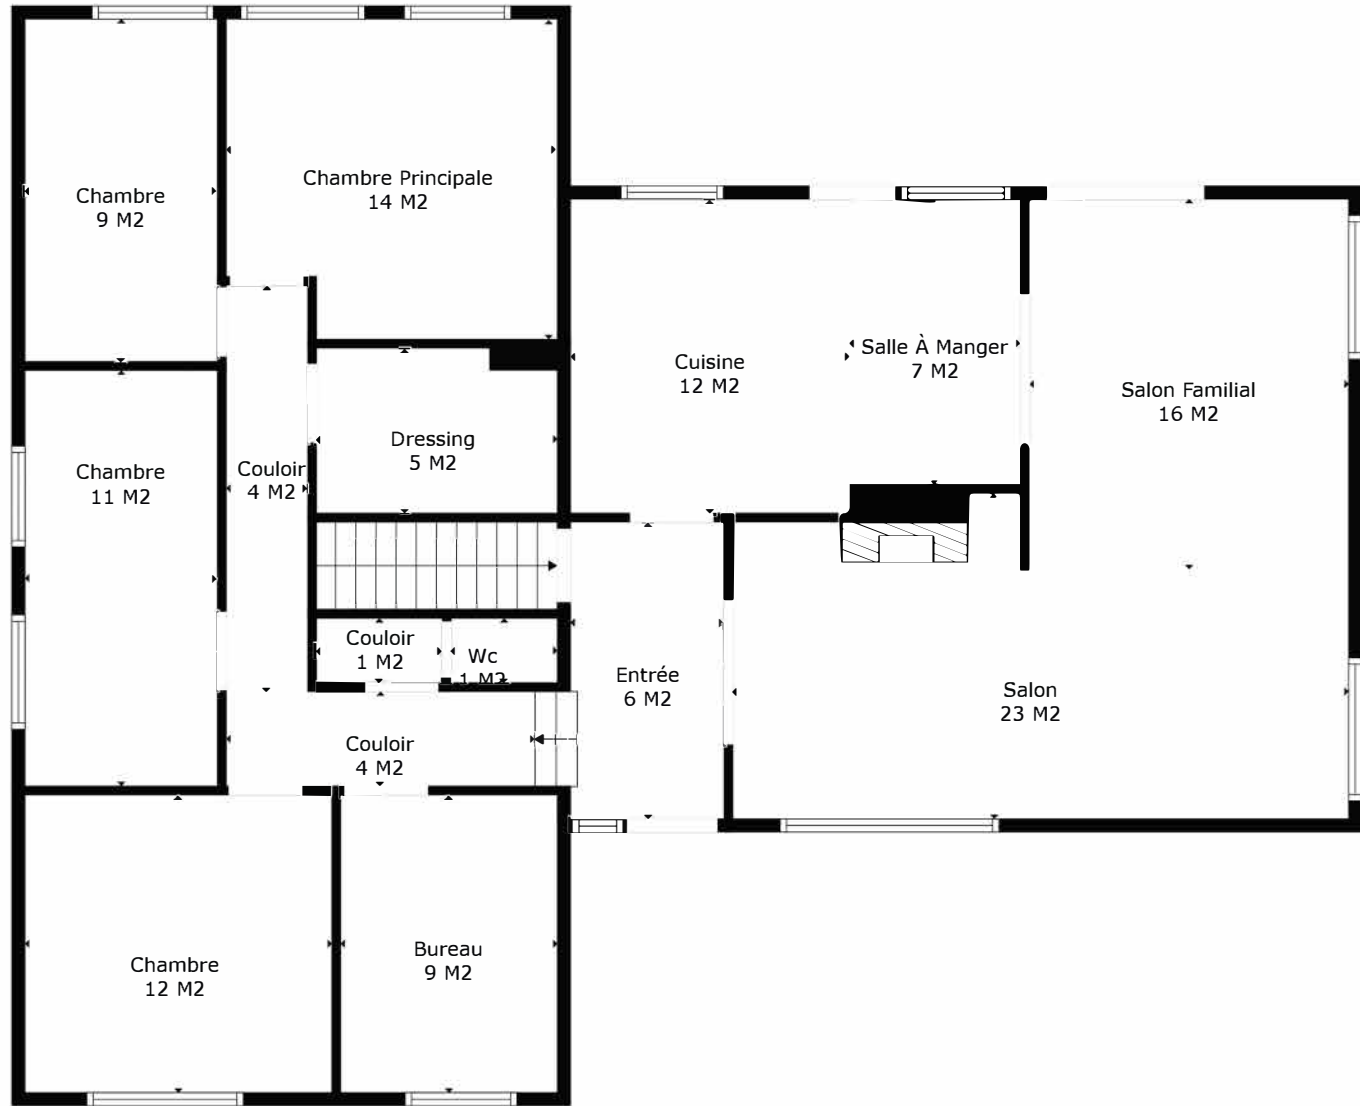 Chambre
9 M2
Chambre Principale
14 M2
Cuisine
12 M2
Salle À Manger
7 M2
Salon Familial
16 M2
Chambre
11 M2
Couloir
4 M2
Dressing
5 M2
Couloir
1 M2
Wc
1 M2
Entrée
6 M2
Salon
23 M2
Couloir
4 M2
Chambre
12 M2
Bureau
9 M2